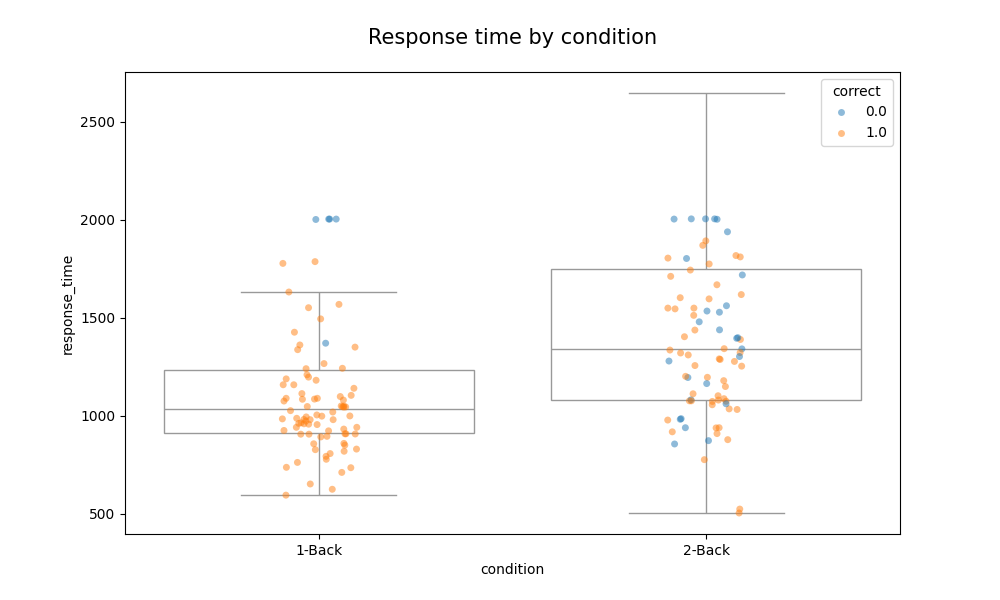 Response time by condition
correct
0.0
1.0
2500
2000
1500
1000
500
response_time
1-Back
2-Back
condition